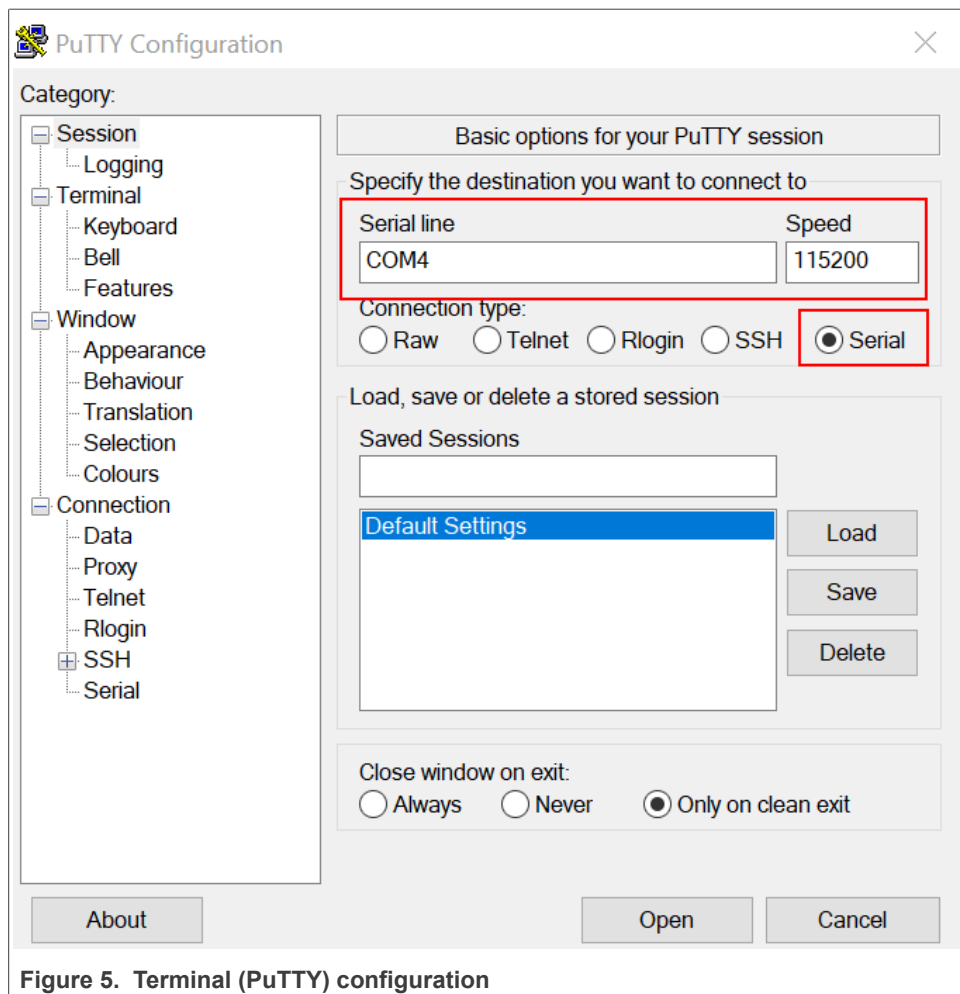 PuTTY Configuration
Category:
Session
Logging
Terminal
Keyboard
Bell
Features
Window
Appearance
Behaviour
Translation
Selection
Colours
Connection
Data
Proxy
Telnet
Rlogin
SSH
Serial
Basic options for your PuTTY session
Specify the destination you want to connect to
Serial line Speed
COM4 115200
Connection type:
Raw Telnet Rlogin SSH Serial
Load, save or delete a stored session
Saved Sessions
Default Settings
Load
Save
Delete
Close window on exit:
Always Never Only on clean exit
About Open Cancel
Figure 5. Terminal (PuTTY) configuration